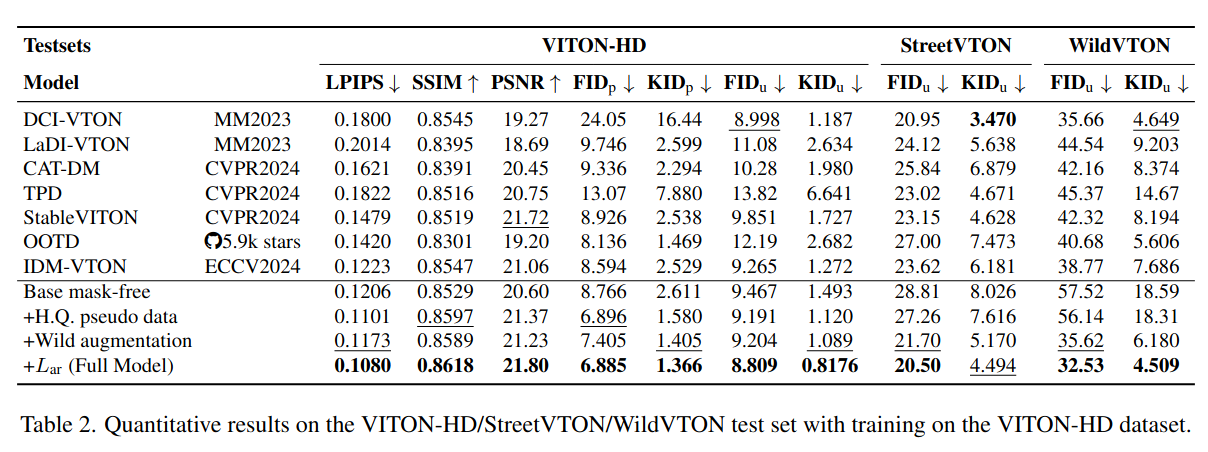 Testsets VITON-HD StreetVTON WildVTON
Model LPIPS ↓ SSIM ↑ PSNR ↑ FIDp ↓ KIDp ↓ FIDu ↓ KIDu ↓ FIDu ↓ KIDu ↓ FIDu ↓ KIDu ↓
DCI-VTON MM2023 0.1800 0.8545 19.27 24.05 16.44 8.998 1.187 20.95 3.470 35.66 4.649
LaDI-VTON MM2023 0.2014 0.8395 18.69 9.746 2.599 11.08 2.634 24.12 5.638 44.54 9.203
CAT-DM CVPR2024 0.1621 0.8391 20.45 9.336 2.294 10.28 1.980 25.84 6.879 42.16 8.374
TPD CVPR2024 0.1822 0.8516 20.75 13.07 7.880 13.82 6.641 23.02 4.671 45.37 14.67
StableVITON CVPR2024 0.1479 0.8519 21.72 8.926 2.538 9.851 1.727 23.15 4.628 42.32 8.194
OOTD 5.9k stars 0.1420 0.8301 19.20 8.136 1.469 12.19 2.682 27.00 7.473 40.68 5.606
IDM-VTON ECCV2024 0.1223 0.8547 21.06 8.594 2.529 9.265 1.272 23.62 6.181 38.77 7.686
Base mask-free 0.1206 0.8529 20.60 8.766 2.611 9.467 1.493 28.81 8.026 57.52 18.59
+H.Q. pseudo data 0.1101 0.8597 21.37 6.896 1.580 9.191 1.120 27.26 7.616 56.14 18.31
+Wild augmentation 0.1173 0.8589 21.23 7.405 1.405 9.204 1.089 21.70 5.170 35.62 6.180
+Lar (Full Model) 0.1080 0.8618 21.80 6.885 1.366 8.809 0.8176 20.50 4.494 32.53 4.509
Table 2. Quantitative results on the VITON-HD/StreetVTON/WildVTON test set with training on the VITON-HD dataset.